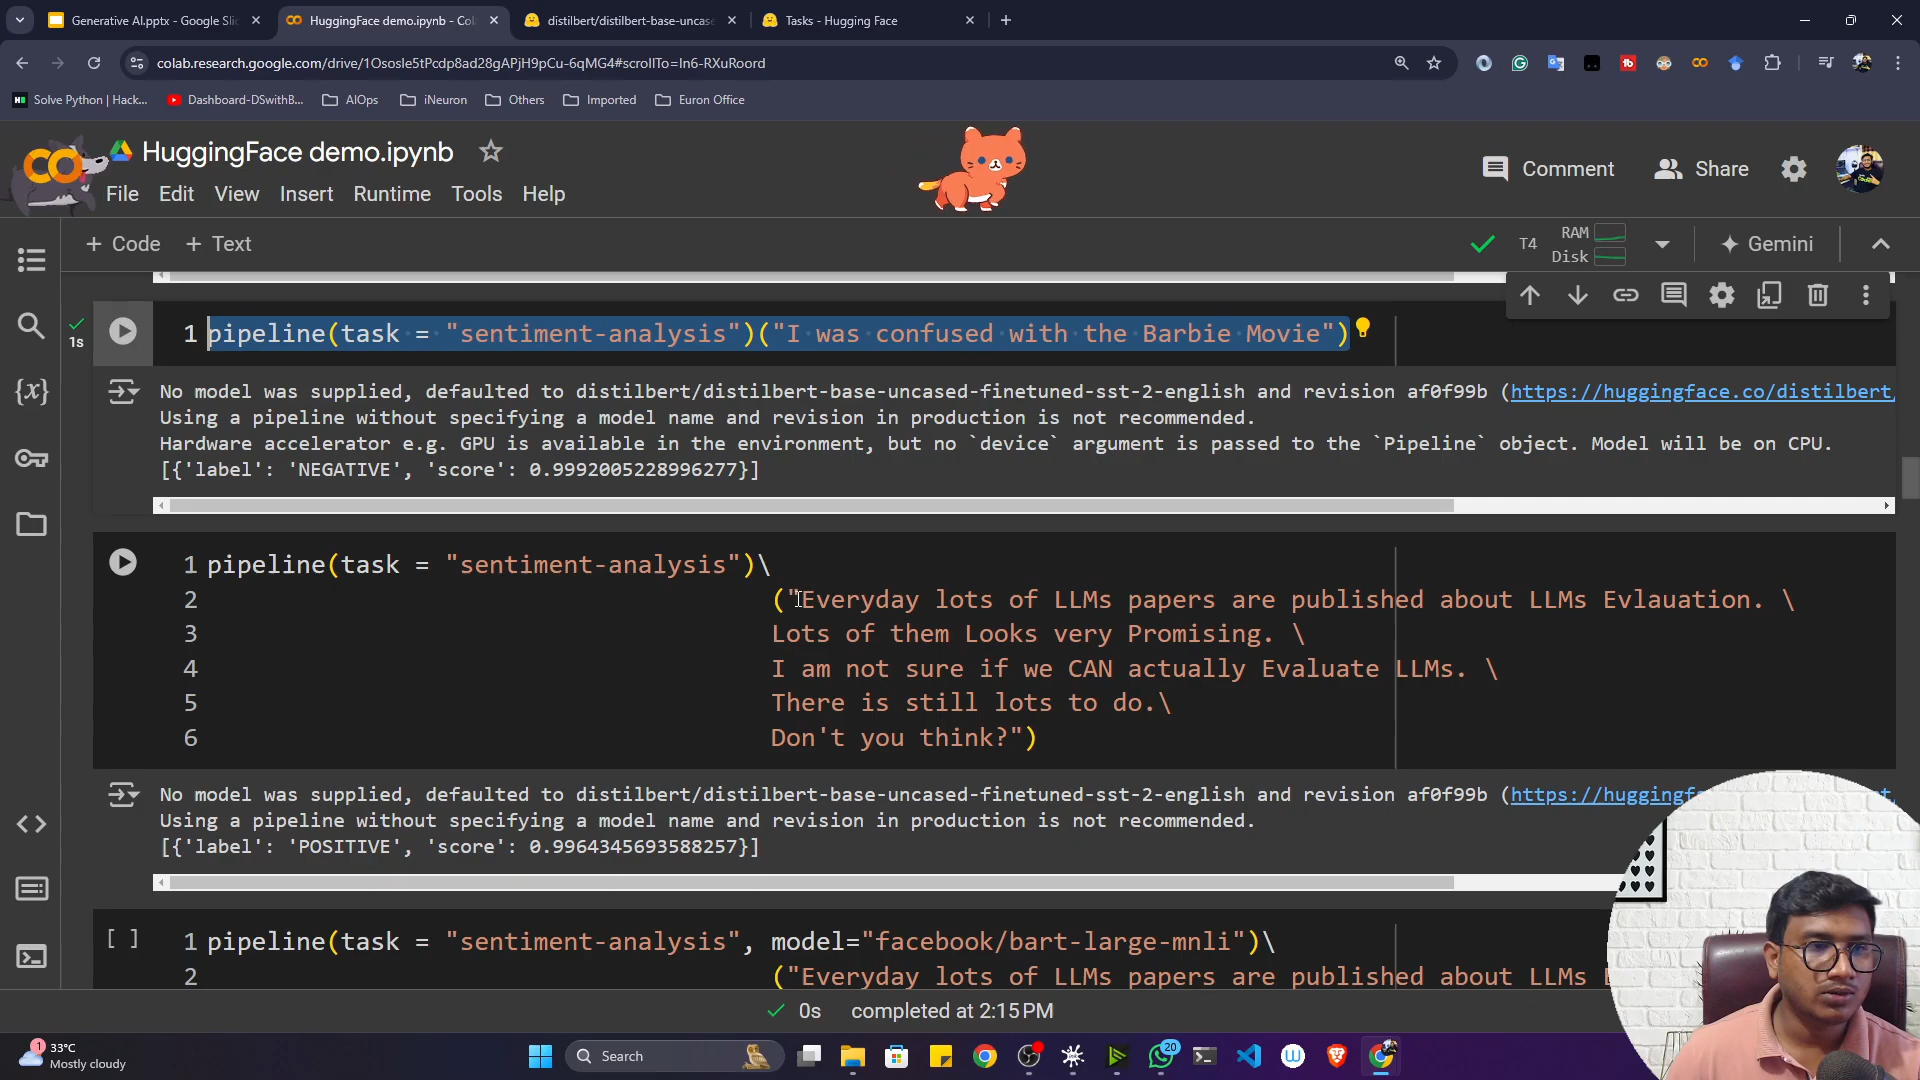 Generative AI.pptx - Google Slic
HuggingFace demo.ipynb - Col
distilbert/distilbert-base-uncase
Tasks - Hugging Face
colab.research.google.com/drive/1Ososle5tPcdp8ad28gAPjH9pCu-6qMG4#scrollTo=In6-RXuRoord
Solve Python | Hack...
Dashboard-DSwithB...
AIOps
iNeuron
Others
Imported
Euron Office
HuggingFace demo.ipynb
Comment
Share
File Edit View Insert Runtime Tools Help
+ Code + Text
T4
RAM
Disk
Gemini
1s
1 pipeline(task = "sentiment-analysis")("I was confused with the Barbie Movie")
No model was supplied, defaulted to distilbert/distilbert-base-uncased-finetuned-sst-2-english and revision af0f99b (https://huggingface.co/distilbert/
Using a pipeline without specifying a model name and revision in production is not recommended.
Hardware accelerator e.g. GPU is available in the environment, but no `device` argument is passed to the `Pipeline` object. Model will be on CPU.
[{'label': 'NEGATIVE', 'score': 0.9992005228996277}]
1 pipeline(task = "sentiment-analysis")\
2 ("Everyday lots of LLMs papers are published about LLMs Evlauation. \
3 Lots of them Looks very Promising. \
4 I am not sure if we CAN actually Evaluate LLMs. \
5 There is still lots to do.\
6 Don't you think?")
No model was supplied, defaulted to distilbert/distilbert-base-uncased-finetuned-sst-2-english and revision af0f99b (https://huggingf
Using a pipeline without specifying a model name and revision in production is not recommended.
[{'label': 'POSITIVE', 'score': 0.9964345693588257}]
[ ] 1 pipeline(task = "sentiment-analysis", model="facebook/bart-large-mnli")\
2 ("Everyday lots of LLMs papers are published about LLMs E
0s completed at 2:15 PM
1
33°C
Mostly cloudy
Search
20